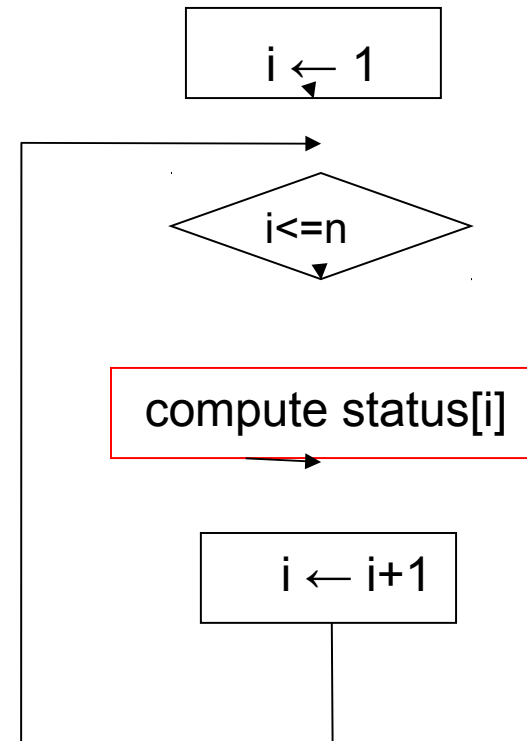 i ← 1
i<=n
compute status[i]
i ← i+1